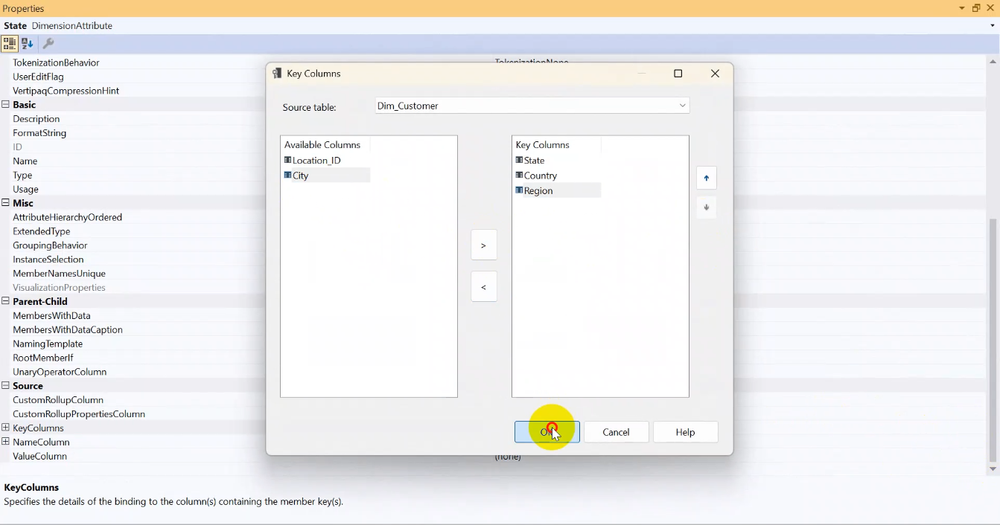 Properties
State DimensionAttribute
TokenizationBehavior TokenizationNone
UserEditFlag
VertipaqCompressionHint
Basic
Description
FormatString
ID
Name
Type
Usage
Misc
AttributeHierarchyOrdered
ExtendedType
GroupingBehavior
InstanceSelection
MemberNamesUnique
VisualizationProperties
Parent-Child
MembersWithData
MembersWithDataCaption
NamingTemplate
RootMemberIf
UnaryOperatorColumn
Source
CustomRollupColumn
CustomRollupPropertiesColumn
KeyColumns
NameColumn
ValueColumn (none)
KeyColumns
Specifies the details of the binding to the column(s) containing the member key(s).
Key Columns
Source table: Dim_Customer
Available Columns
Location_ID
City
>
<
Key Columns
State
Country
Region
OK Cancel Help